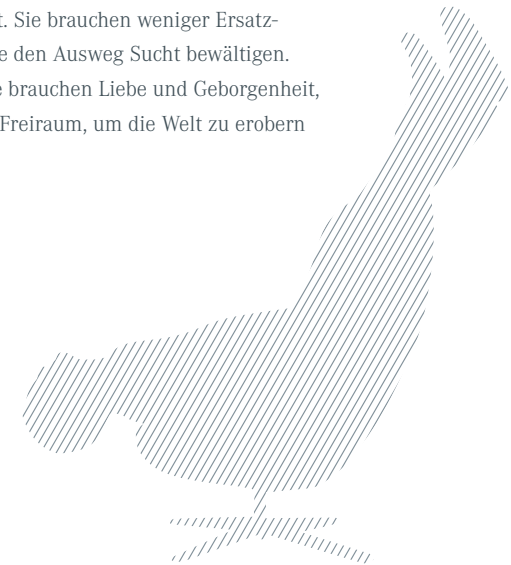 t. Sie brauchen weniger Ersatz-
e den Ausweg Sucht bewältigen.
e brauchen Liebe und Geborgenheit,
Freiraum, um die Welt zu erobern